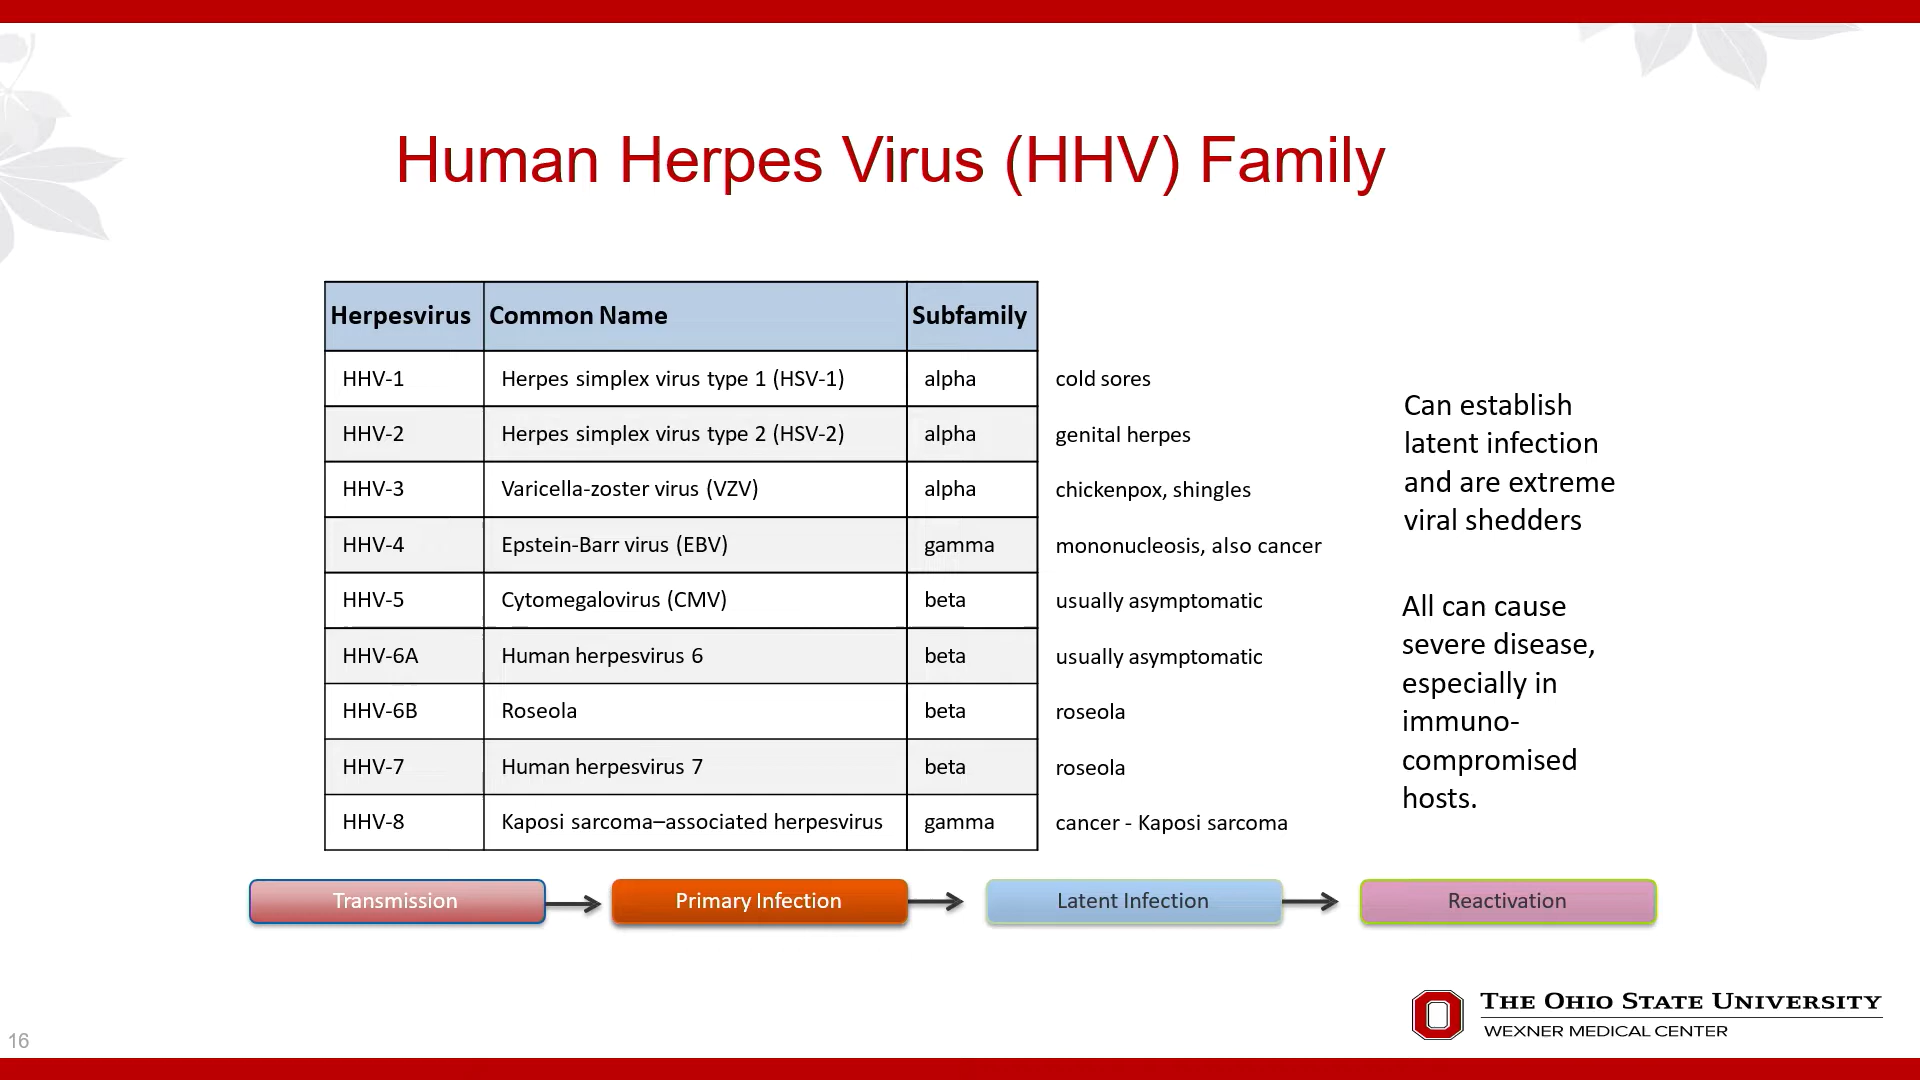 Human Herpes Virus (HHV) Family
Herpesvirus Common Name Subfamily
HHV-1 Herpes simplex virus type 1 (HSV-1) alpha cold sores
HHV-2 Herpes simplex virus type 2 (HSV-2) alpha genital herpes
HHV-3 Varicella-zoster virus (VZV) alpha chickenpox, shingles
HHV-4 Epstein-Barr virus (EBV) gamma mononucleosis, also cancer
HHV-5 Cytomegalovirus (CMV) beta usually asymptomatic
HHV-6A Human herpesvirus 6 beta usually asymptomatic
HHV-6B Roseola beta roseola
HHV-7 Human herpesvirus 7 beta roseola
HHV-8 Kaposi sarcoma–associated herpesvirus gamma cancer - Kaposi sarcoma
Can establish
latent infection
and are extreme
viral shedders
All can cause
severe disease,
especially in
immuno-
compromised
hosts.
Transmission Primary Infection Latent Infection Reactivation
THE OHIO STATE UNIVERSITY
WEXNER MEDICAL CENTER
16